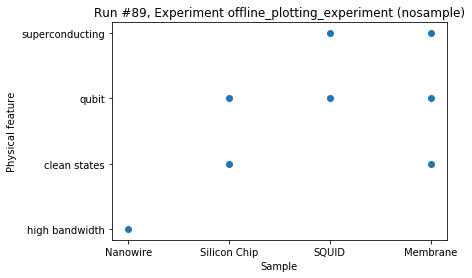 Run #89, Experiment offline_plotting_experiment (nosample)
superconducting
qubit
clean states
high bandwidth
Physical feature
Nanowire
Silicon Chip
SQUID
Membrane
Sample